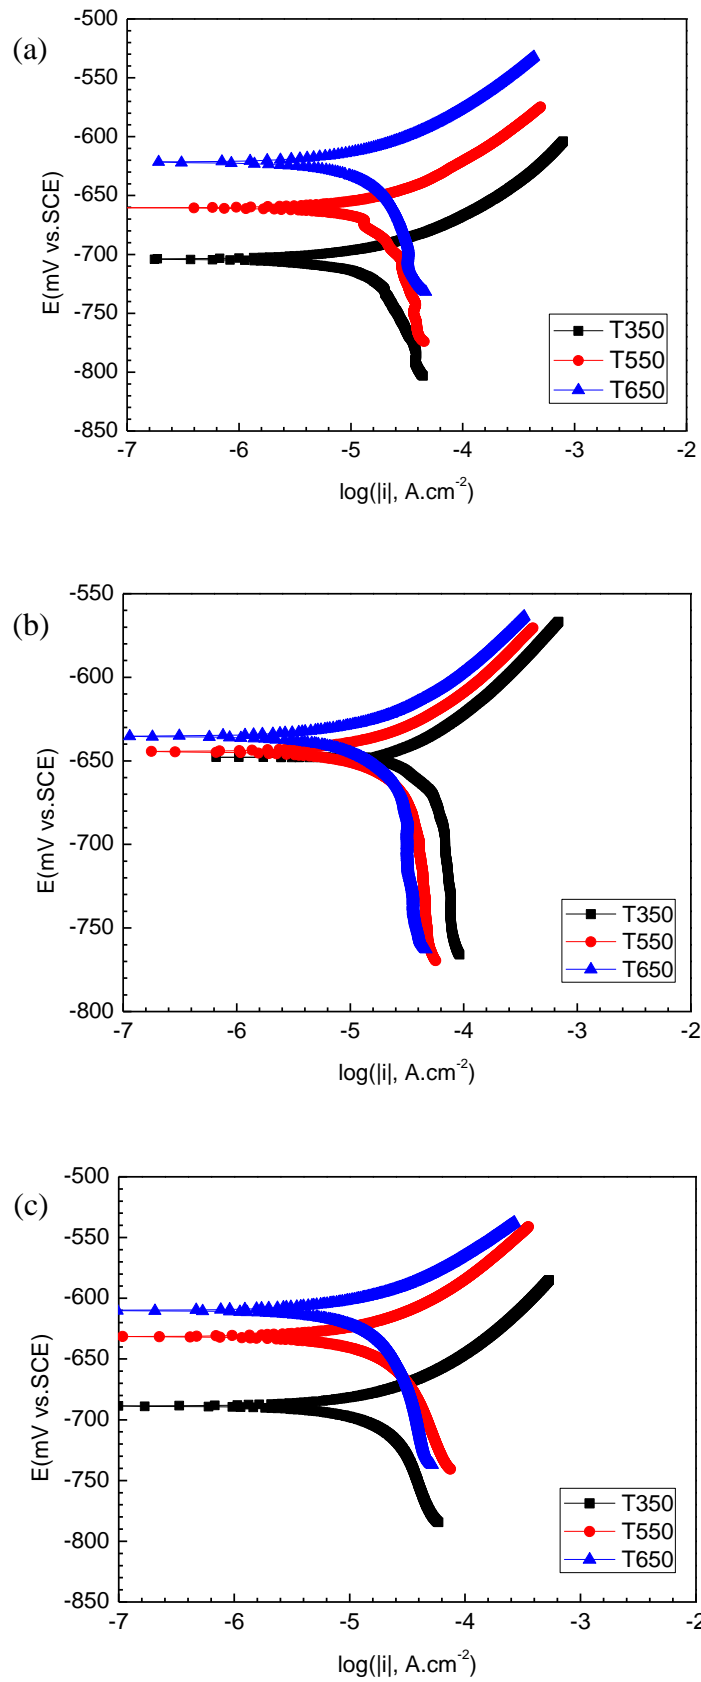 (a)
-500
-550
-600
-650
-700
-750
-800
-850
E(mV vs.SCE)
T350
T550
T650
-7 -6 -5 -4 -3 -2
log(|i|, A.cm-2)
(b)
-550
-600
-650
-700
-750
-800
E(mV vs.SCE)
T350
T550
T650
-7 -6 -5 -4 -3 -2
log(|i|, A.cm-2)
(c)
-500
-550
-600
-650
-700
-750
-800
-850
E(mV vs.SCE)
T350
T550
T650
-7 -6 -5 -4 -3 -2
log(|i|, A.cm-2)